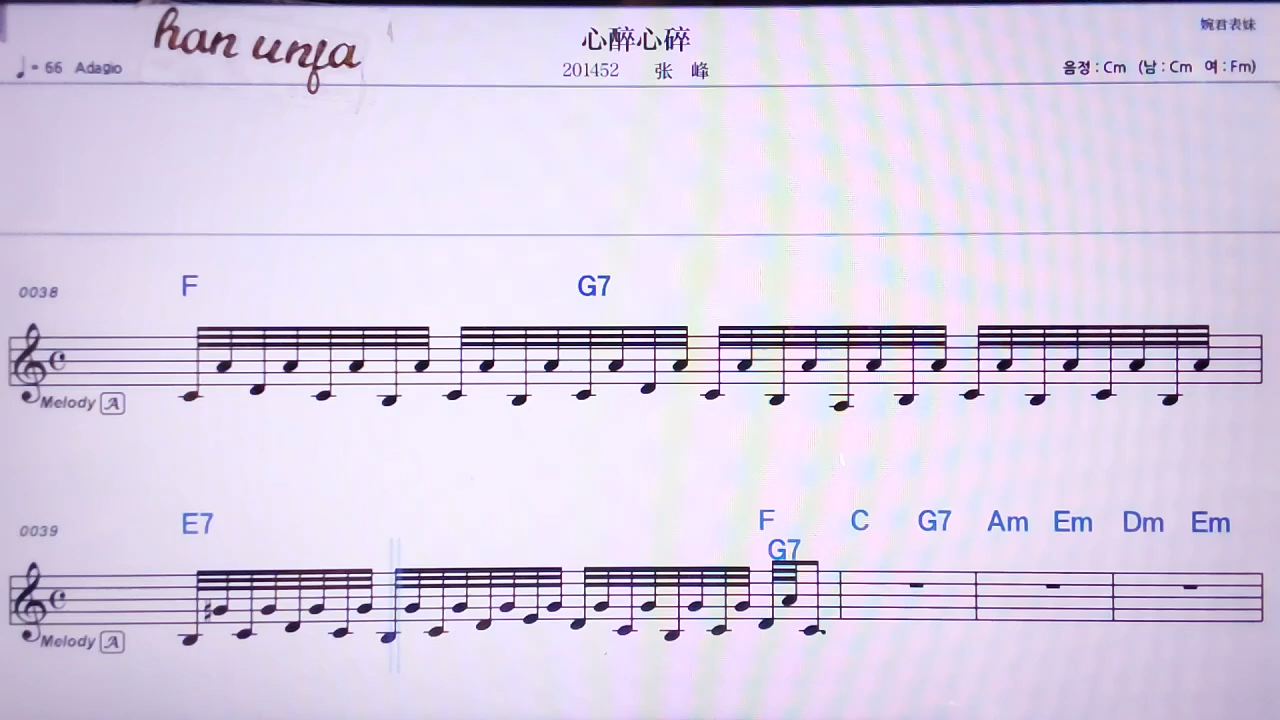 han unja
心醉心碎
婉君表妹
♩= 66 Adagio
201452 张 峰
음정 : Cm (남 : Cm 여 : Fm)
0038
F G7
Melody A
0039
E7 F C G7 Am Em Dm Em
G7
Melody A